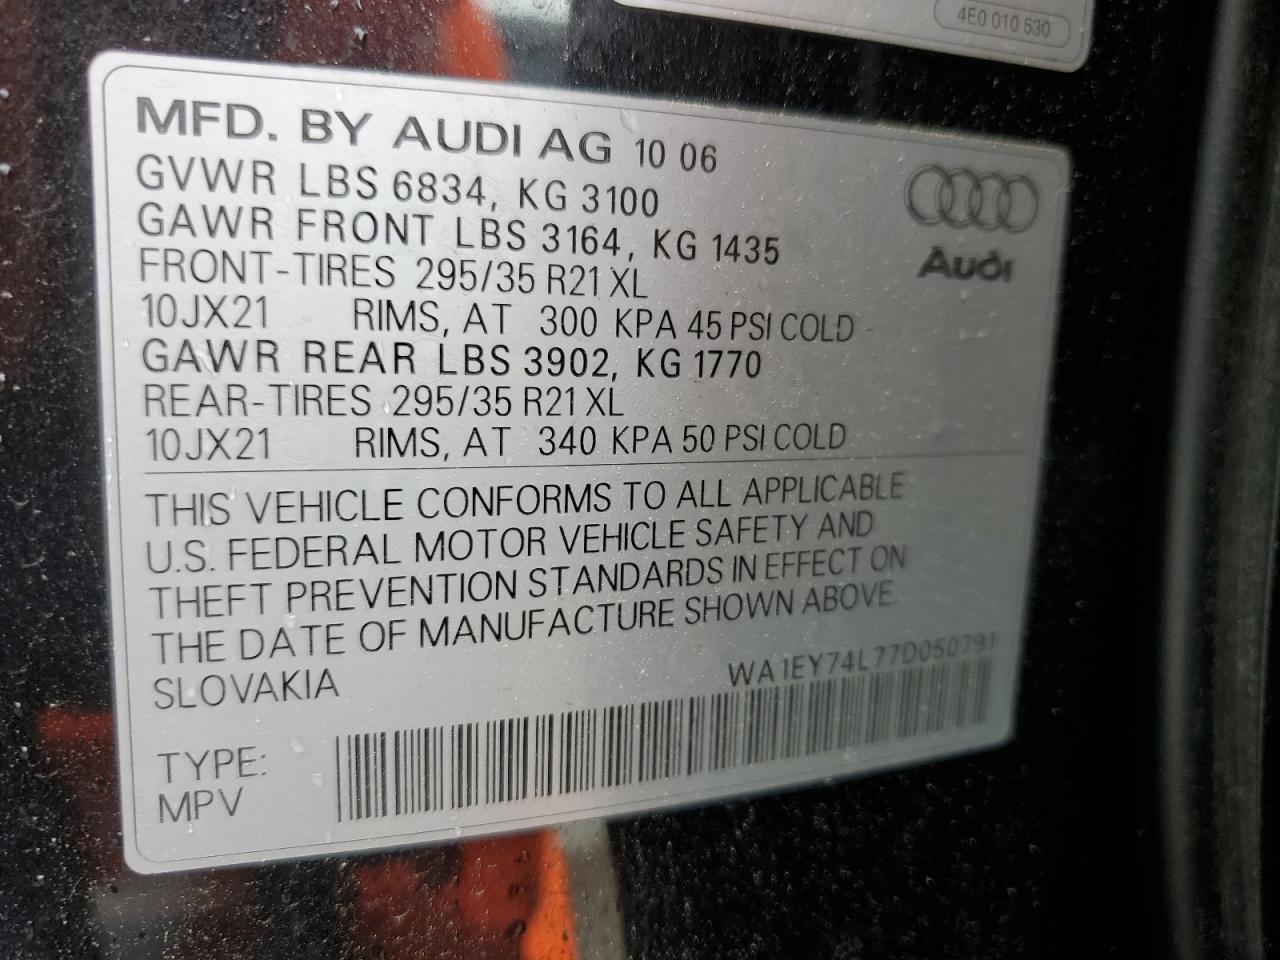 4E0 010 530
MFD. BY AUDI AG 10 06
GVWR LBS 6834, KG 3100
GAWR FRONT LBS 3164, KG 1435
FRONT-TIRES 295/35 R21 XL
10JX21 RIMS, AT 300 KPA 45 PSI COLD
GAWR REAR LBS 3902, KG 1770
REAR-TIRES 295/35 R21 XL
10JX21 RIMS, AT 340 KPA 50 PSI COLD
Audi
THIS VEHICLE CONFORMS TO ALL APPLICABLE
U.S. FEDERAL MOTOR VEHICLE SAFETY AND
THEFT PREVENTION STANDARDS IN EFFECT ON
THE DATE OF MANUFACTURE SHOWN ABOVE.
SLOVAKIA
WA1EY74L77D050791
TYPE:
MPV